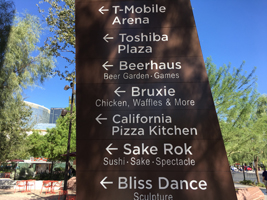 ← T-Mobile
Arena
← Toshiba
Plaza
← Beerhaus
Beer Garden · Games
← Bruxie
Chicken, Waffles & More
← California
Pizza Kitchen
← Sake Rok
Sushi · Sake · Spectacle
← Bliss Dance
Sculpture